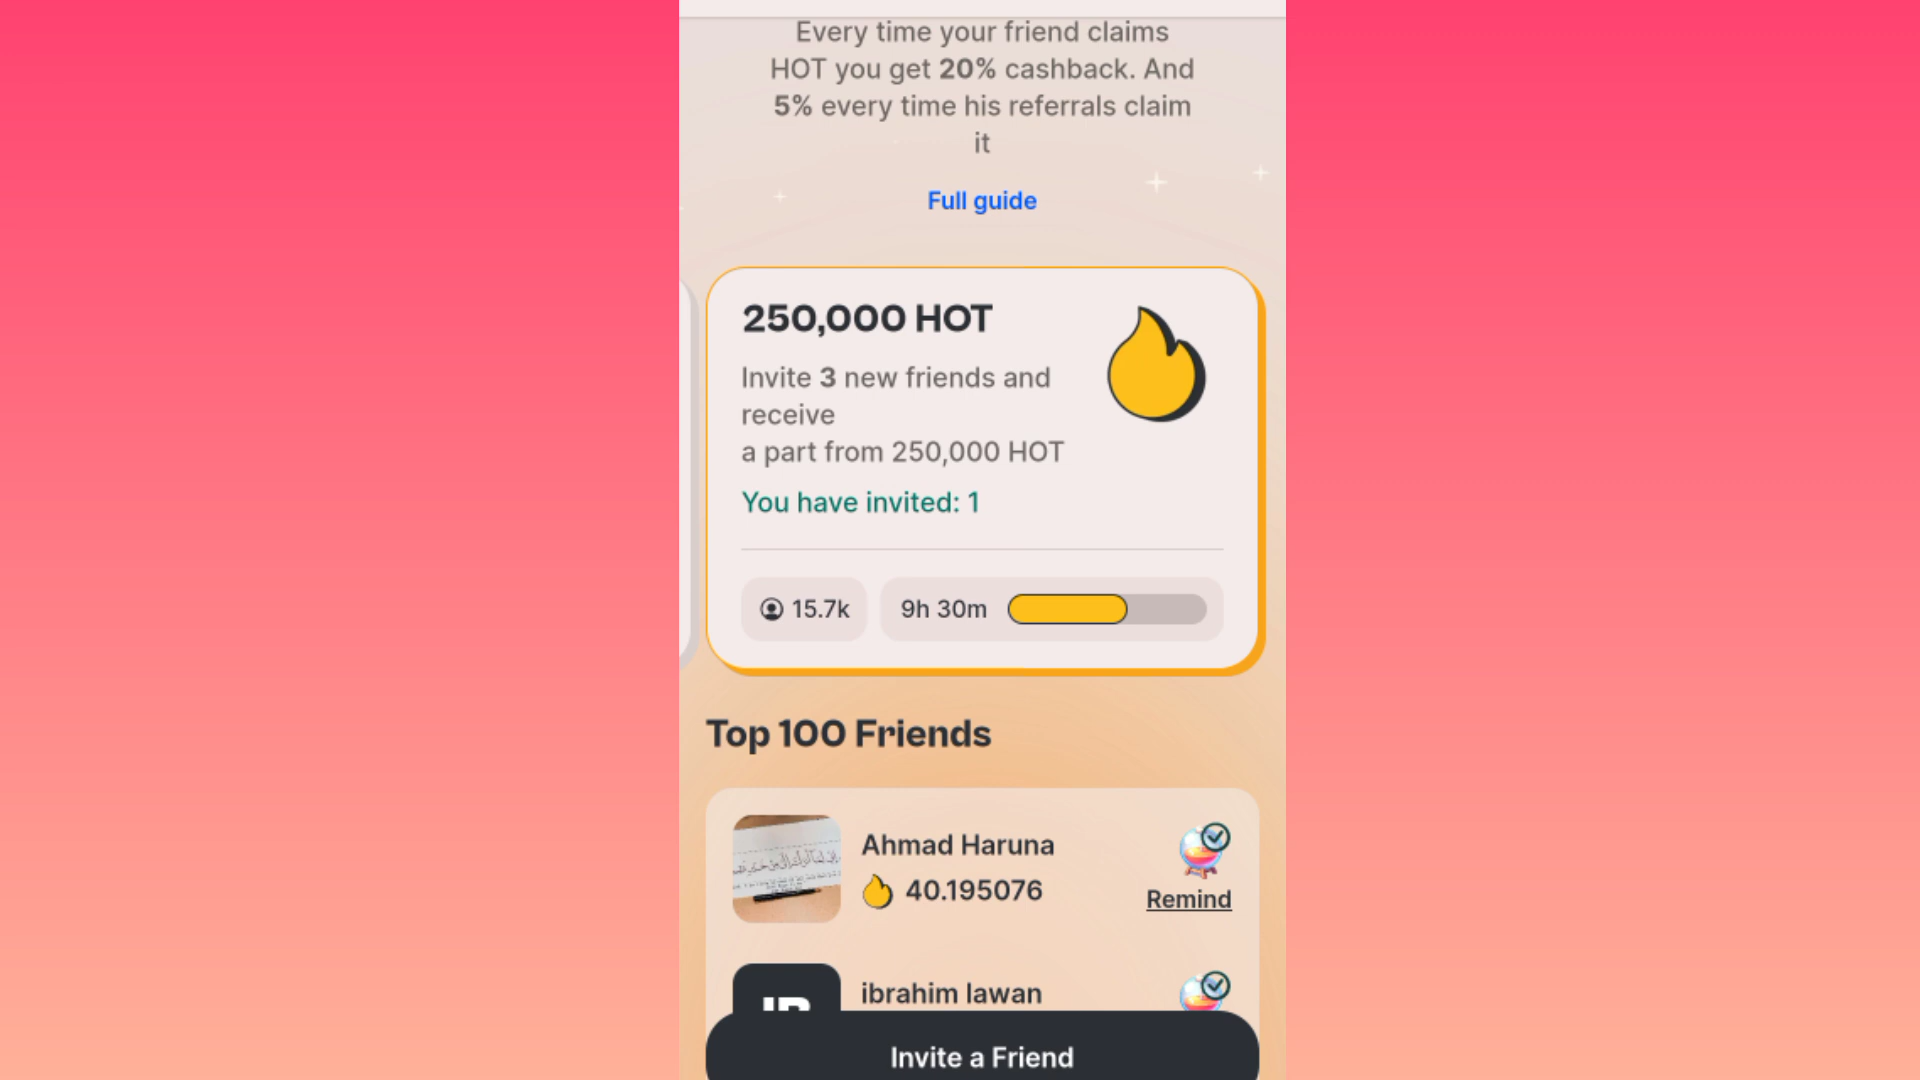 Every time your friend claims
HOT you get 20% cashback. And
5% every time his referrals claim
it
Full guide
250,000 HOT
Invite 3 new friends and
receive
a part from 250,000 HOT
You have invited: 1
15.7k
9h 30m
Top 100 Friends
Ahmad Haruna
40.195076
Remind
ibrahim lawan
Invite a Friend